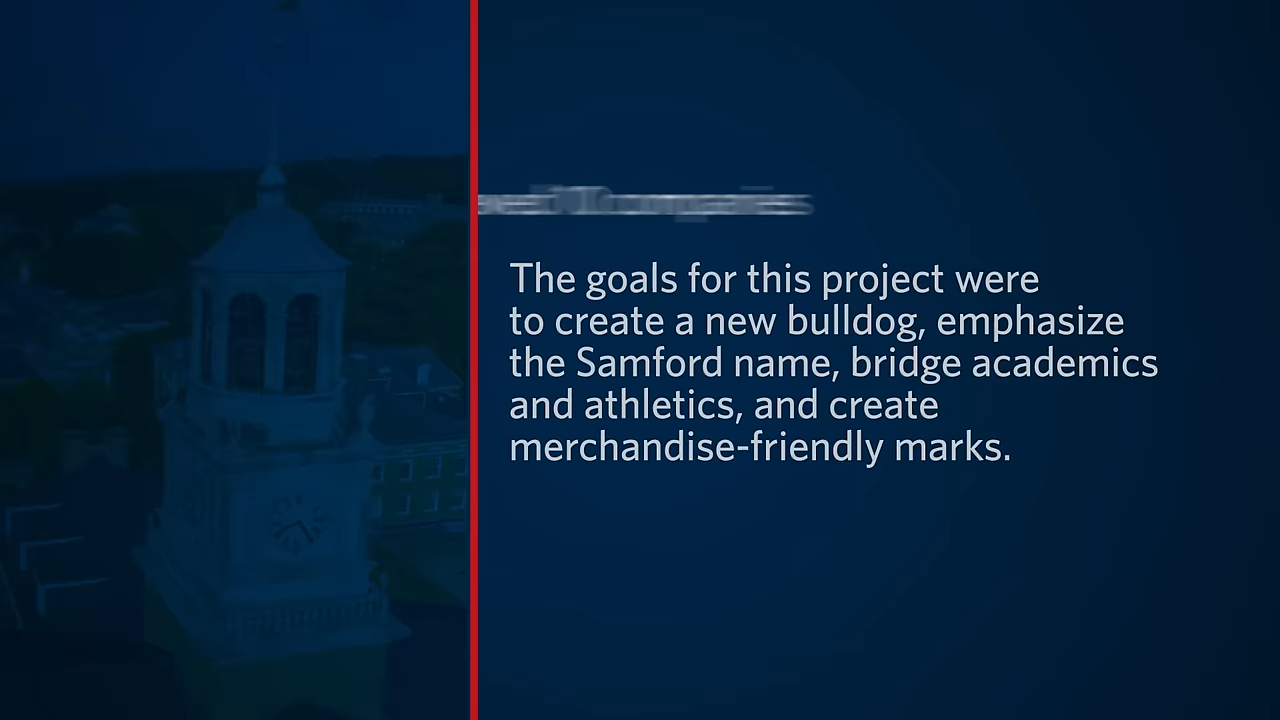 companies
The goals for this project were
to create a new bulldog, emphasize
the Samford name, bridge academics
and athletics, and create
merchandise-friendly marks.